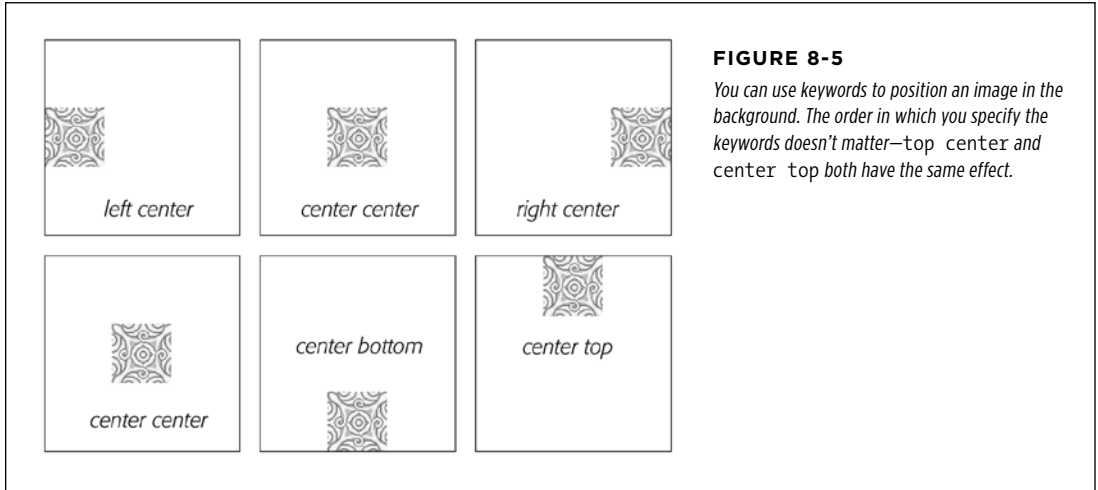 left center
center center
right center
center center
center bottom
center top
FIGURE 8-5
You can use keywords to position an image in the
background. The order in which you specify the
keywords doesn’t matter—top center and
center top both have the same effect.